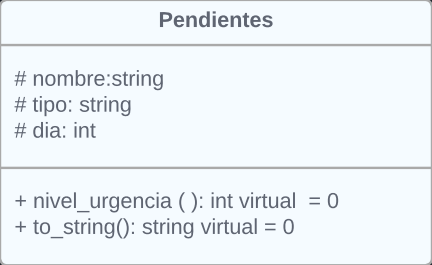 Pendientes
# nombre:string
# tipo: string
# dia: int
+ nivel_urgencia ( ): int virtual  = 0
+ to_string(): string virtual = 0